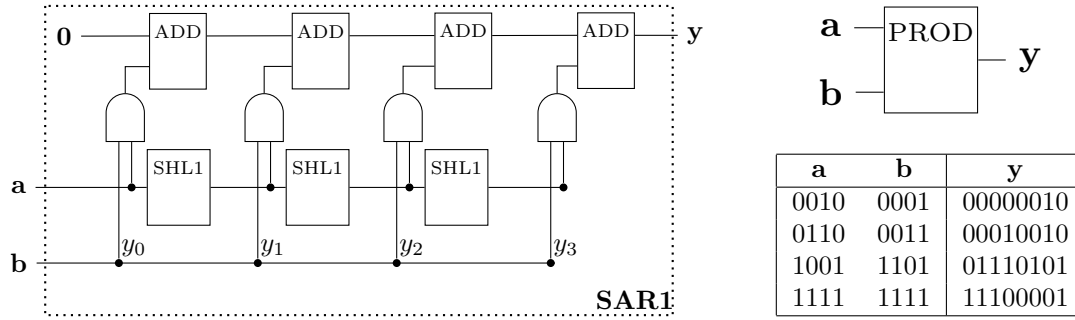 0 ADD ADD ADD ADD y
a SHL1 SHL1 SHL1
b y0 y1 y2 y3
SAR1
a PROD y
b
a b y
0010 0001 00000010
0110 0011 00010010
1001 1101 01110101
1111 1111 11100001